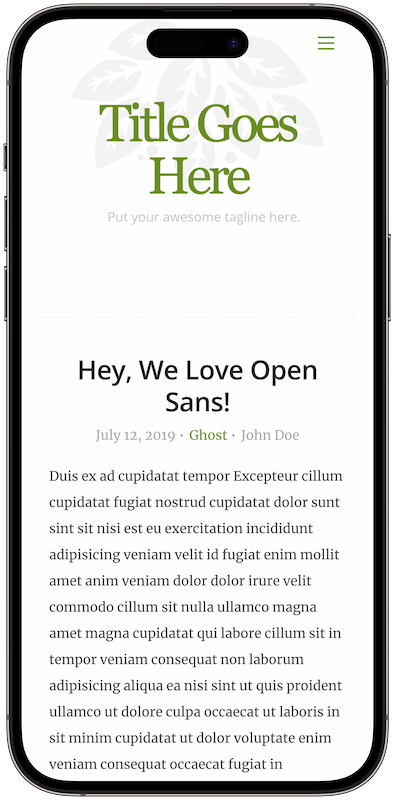 Title Goes
Here
Put your awesome tagline here.
Hey, We Love Open
Sans!
July 12, 2019 · Ghost · John Doe
Duis ex ad cupidatat tempor Excepteur cillum
cupidatat fugiat nostrud cupidatat dolor sunt
sint sit nisi est eu exercitation incididunt
adipisicing veniam velit id fugiat enim mollit
amet anim veniam dolor dolor irure velit
commodo cillum sit nulla ullamco magna
amet magna cupidatat qui labore cillum sit in
tempor veniam consequat non laborum
adipisicing aliqua ea nisi sint ut quis proident
ullamco ut dolore culpa occaecat ut laboris in
sit minim cupidatat ut dolor voluptate enim
veniam consequat occaecat fugiat in